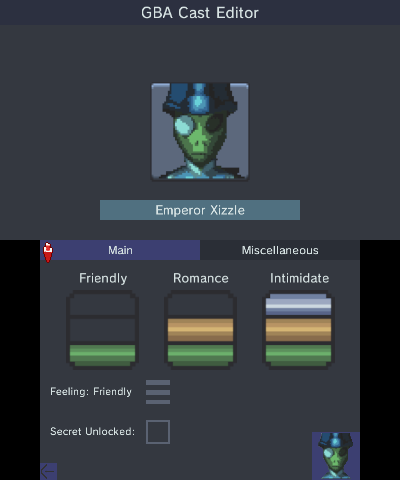 GBA Cast Editor
Emperor Xizzle
Main
Miscellaneous
Friendly
Romance
Intimidate
Feeling: Friendly
Secret Unlocked: